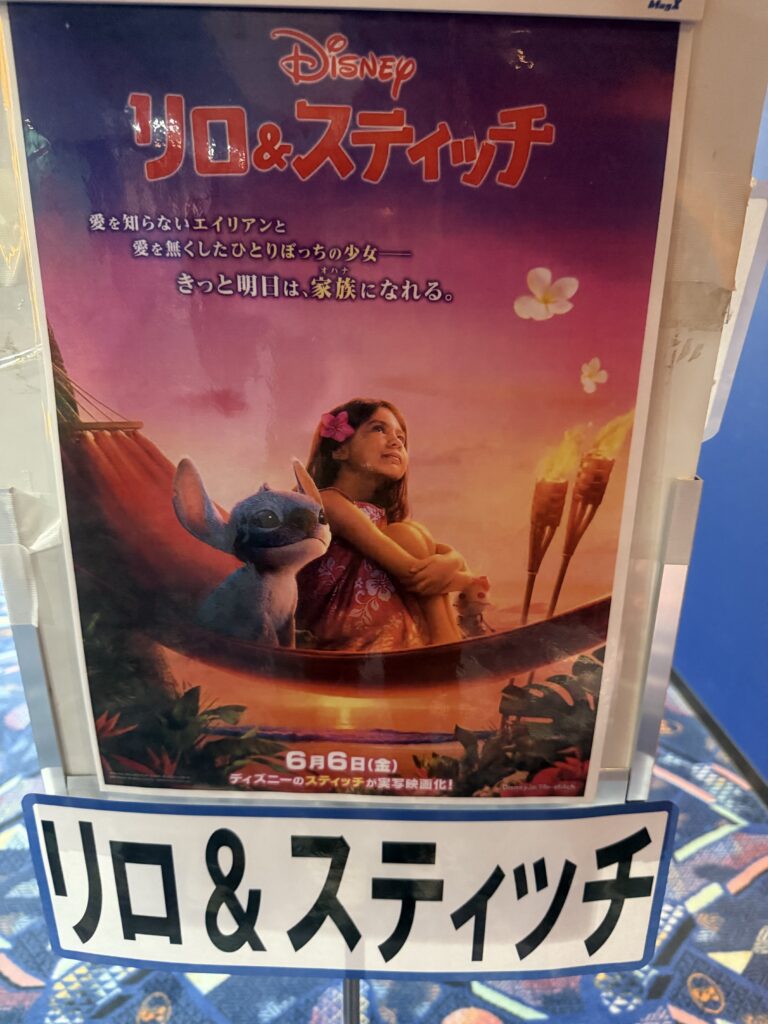 MagX
DISNEY
リロ&スティッチ
愛を知らないエイリアンと
愛を無くしたひとりぼっちの少女──
オハナ
きっと明日は、家族になれる。
6月6日(金)
ディズニーのスティッチが実写映画化!
リロ&スティッチ